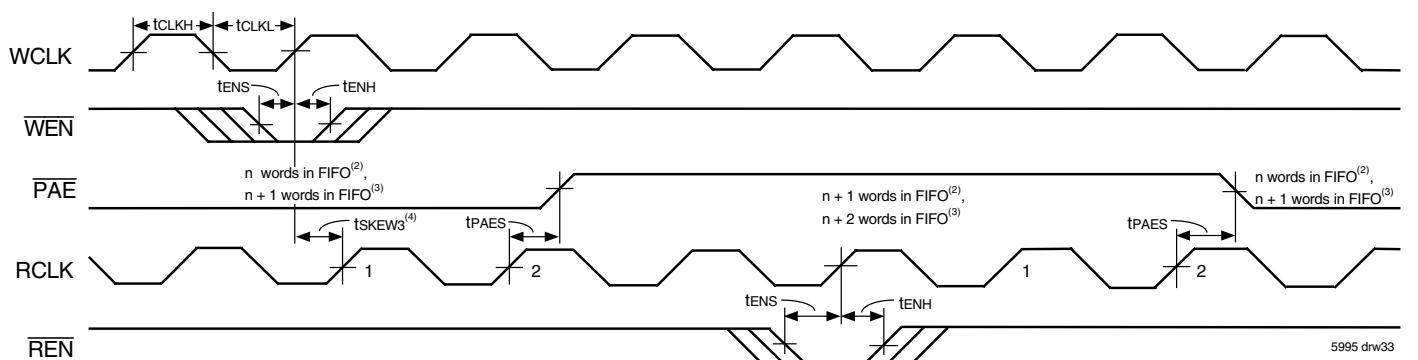 tCLKH tCLKL
WCLK
tENS tENH
WEN
n words in FIFO(2),
n + 1 words in FIFO(3)
PAE
n + 1 words in FIFO(2),
n + 2 words in FIFO(3)
n words in FIFO(2),
n + 1 words in FIFO(3)
tSKEW3(4) tPAES tPAES
RCLK 1 2 1 2
tENS tENH
REN
5995 drw33